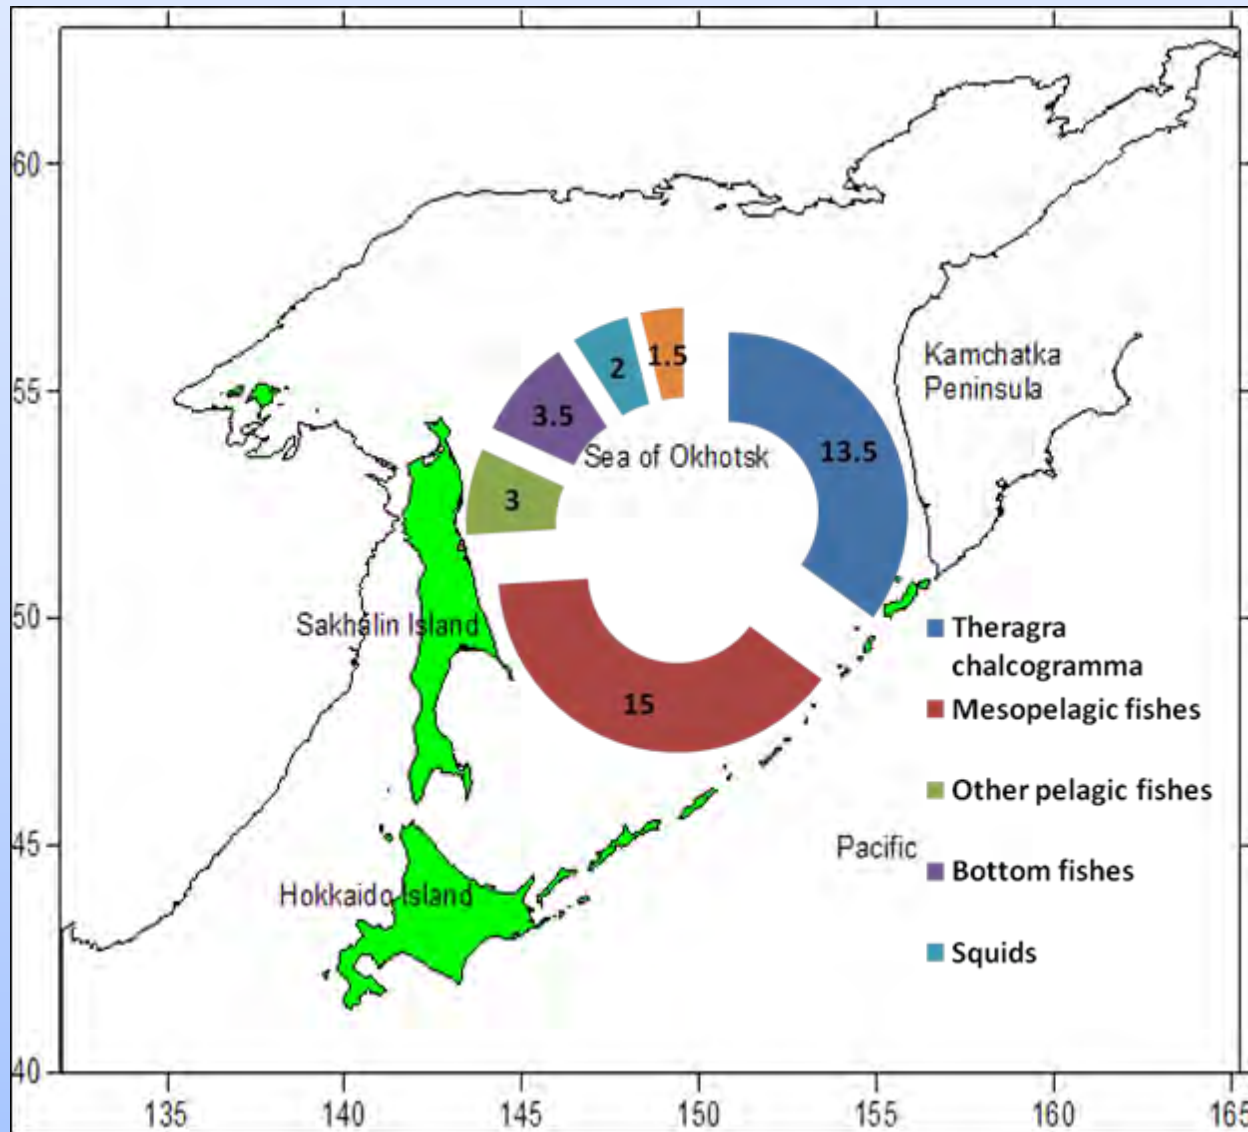 60
55
50
45
40
135
140
145
150
155
160
165
Kamchatka
Peninsula
Sea of Okhotsk
Sakhalin Island
Hokkaido Island
Pacific
13.5
15
3
3.5
2
1.5
Theragra
chalcogramma
Mesopelagic fishes
Other pelagic fishes
Bottom fishes
Squids